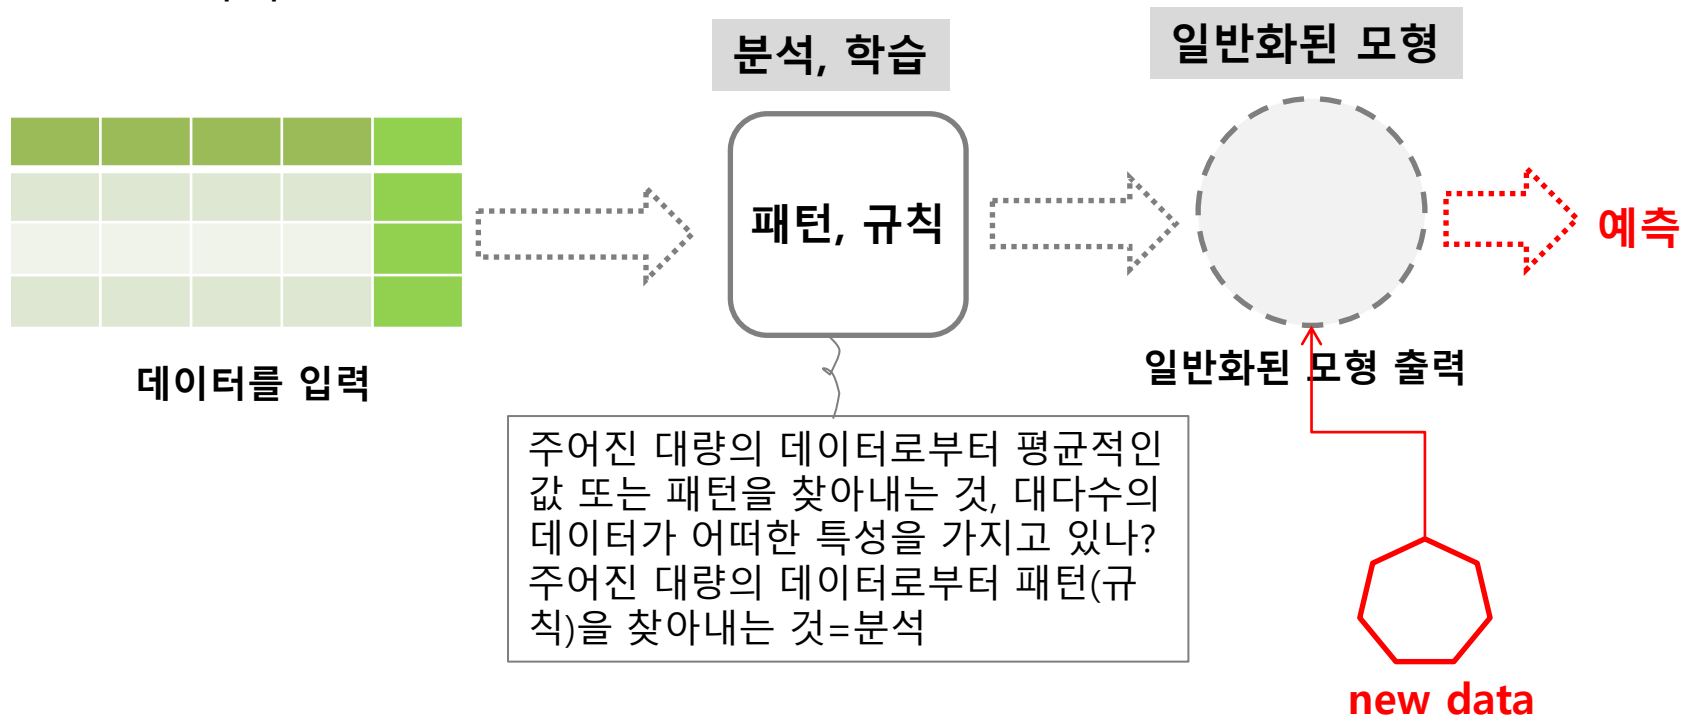 분석, 학습
일반화된 모형
패턴, 규칙
예측
데이터를 입력
일반화된 모형 출력
주어진 대량의 데이터로부터 평균적인
값 또는 패턴을 찾아내는 것, 대다수의
데이터가 어떠한 특성을 가지고 있나?
주어진 대량의 데이터로부터 패턴(규
칙)을 찾아내는 것=분석
new data